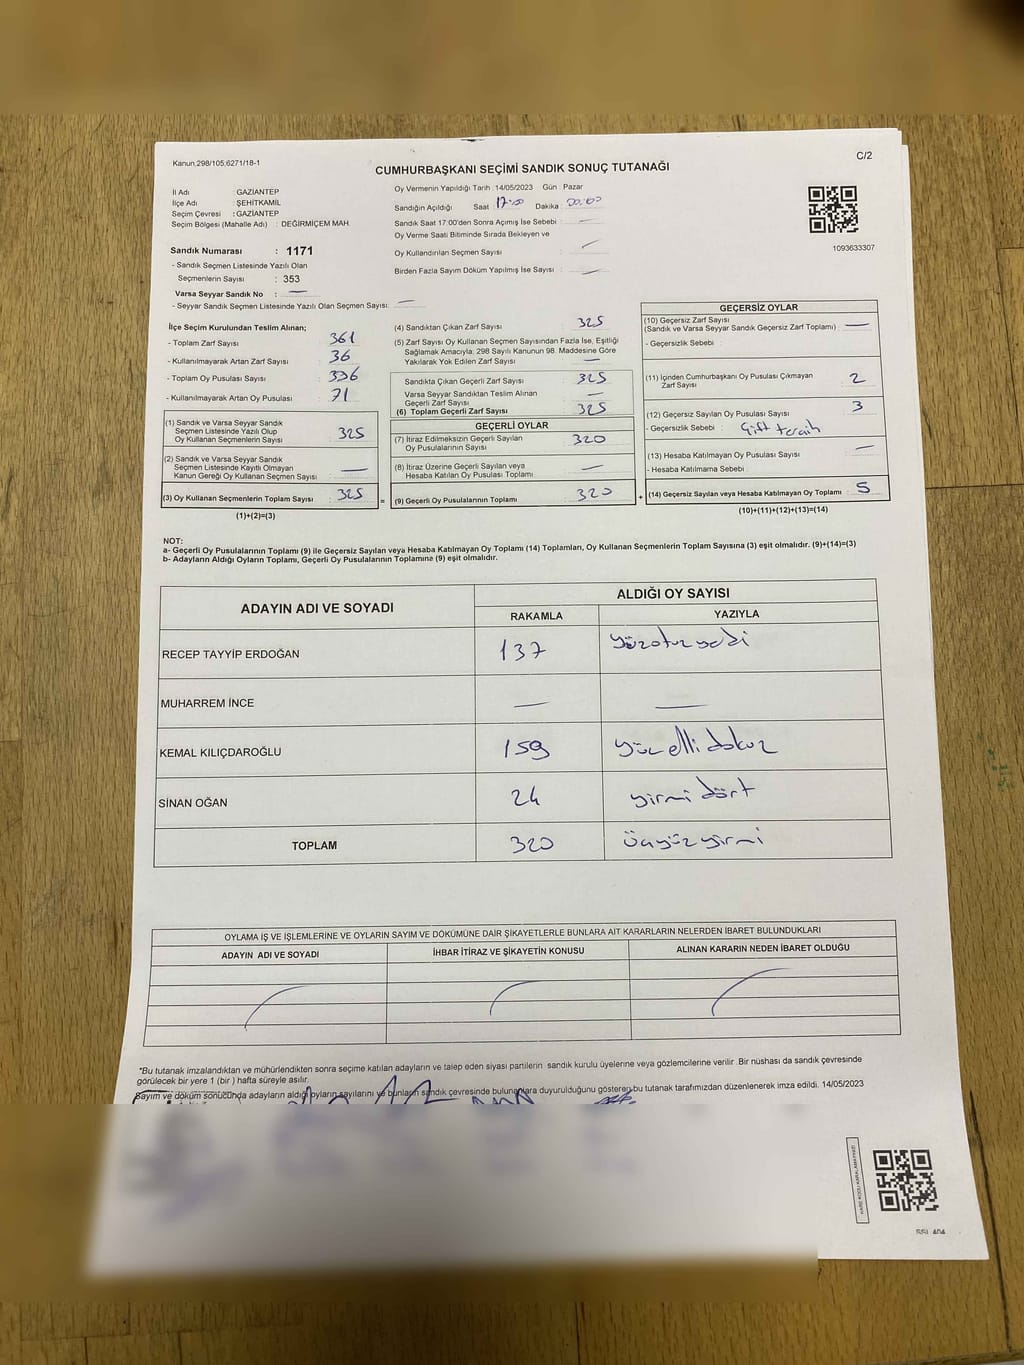 Kanun.298/105,6271/18-1
C/2
CUMHURBAŞKANI SEÇİMİ SANDIK SONUÇ TUTANAĞI
İl Adı : GAZİANTEP
İlçe Adı : ŞEHİTKAMİL
Seçim Çevresi : GAZİANTEP
Seçim Bölgesi (Mahalle Adı) : DEĞİRMİÇEM MAH.
Sandık Numarası : 1171
- Sandık Seçmen Listesinde Yazılı Olan
Seçmenlerin Sayısı : 353
Varsa Seyyar Sandık No : —
- Seyyar Sandık Seçmen Listesinde Yazılı Olan Seçmen Sayısı: —
Oy Vermenin Yapıldığı Tarih : 14/05/2023 Gün : Pazar
Sandığın Açıldığı Saat 17:00 Dakika 00:00
Sandık Saat 17.00'den Sonra Açımış İse Sebebi : —
Oy Verme Saati Bitiminde Sırada Bekleyen ve
Oy Kullandırılan Seçmen Sayısı : —
Birden Fazla Sayım Döküm Yapılmış İse Sayısı : —
1093633307
İlçe Seçim Kurulundan Teslim Alınan;
- Toplam Zarf Sayısı : 361
- Kullanılmayarak Artan Zarf Sayısı : 36
- Toplam Oy Pusulası Sayısı : 396
- Kullanılmayarak Artan Oy Pusulası : 71
(1) Sandık ve Varsa Seyyar Sandık
Seçmen Listesinde Yazılı Olup
Oy Kullanan Seçmenlerin Sayısı : 325
(2) Sandık ve Varsa Seyyar Sandık
Seçmen Listesinde Kayıtlı Olmayan
Kanun Gereği Oy Kullanan Seçmen Sayısı : —
(3) Oy Kullanan Seçmenlerin Toplam Sayısı : 325
(1)+(2)=(3)
(4) Sandıktan Çıkan Zarf Sayısı : 325
(5) Zarf Sayısı Oy Kullanan Seçmen Sayısından Fazla İse, Eşitliği
Sağlamak Amacıyla: 298 Sayılı Kanunun 98. Maddesine Göre
Yakılarak Yok Edilen Zarf Sayısı : —
Sandıkta Çıkan Geçerli Zarf Sayısı : 325
Varsa Seyyar Sandıktan Teslim Alınan
Geçerli Zarf Sayısı : —
(6) Toplam Geçerli Zarf Sayısı : 325
GEÇERLİ OYLAR
(7) İtiraz Edilmeksizin Geçerli Sayılan
Oy Pusulalarının Sayısı : 320
(8) İtiraz Üzerine Geçerli Sayılan veya
Hesaba Katılan Oy Pusulası Toplamı : —
= (9) Geçerli Oy Pusulalarının Toplamı : 320
GEÇERSİZ OYLAR
(10) Geçersiz Zarf Sayısı
(Sandık ve Varsa Seyyar Sandık Geçersiz Zarf Toplamı) : —
- Geçersizlik Sebebi :
(11) İçinden Cumhurbaşkanı Oy Pusulası Çıkmayan
Zarf Sayısı : 2
(12) Geçersiz Sayılan Oy Pusulası Sayısı : 3
- Geçersizlik Sebebi : Çift tercih
(13) Hesaba Katılmayan Oy Pusulası Sayısı : —
- Hesaba Katılmama Sebebi :
+ (14) Geçersiz Sayılan veya Hesaba Katılmayan Oy Toplamı : 5
(10)+(11)+(12)+(13)=(14)
NOT:
a- Geçerli Oy Pusulalarının Toplamı (9) ile Geçersiz Sayılan veya Hesaba Katılmayan Oy Toplamı (14) Toplamları, Oy Kullanan Seçmenlerin Toplam Sayısına (3) eşit olmalıdır. (9)+(14)=(3)
b- Adayların Aldığı Oyların Toplamı, Geçerli Oy Pusulalarının Toplamına (9) eşit olmalıdır.
ADAYIN ADI VE SOYADI
ALDIĞI OY SAYISI
RAKAMLA YAZIYLA
RECEP TAYYİP ERDOĞAN 137 yüzotuzyedi
MUHARREM İNCE — —
KEMAL KILIÇDAROĞLU 159 yüz elli dokuz
SİNAN OĞAN 24 yirmi dört
TOPLAM 320 üçyüzyirmi
OYLAMA İŞ VE İŞLEMLERİNE VE OYLARIN SAYIM VE DÖKÜMÜNE DAİR ŞİKAYETLERLE BUNLARA AİT KARARLARIN NELERDEN İBARET BULUNDUKLARI
ADAYIN ADI VE SOYADI İHBAR İTİRAZ VE ŞİKAYETİN KONUSU ALINAN KARARIN NEDEN İBARET OLDUĞU
*Bu tutanak imzalandıktan ve mühürlendikten sonra seçime katılan adayların ve talep eden siyasi partilerin sandık kurulu üyelerine veya gözlemcilerine verilir .Bir nüshası da sandık çevresinde
görülecek bir yere 1 (bir ) hafta süreyle asılır.
Sayım ve döküm sonucunda adayların aldığı oyların sayılarını ve bunların sandık çevresinde bulunanlara duyurulduğunu gösteren bu tutanak tarafımızdan düzenlenerek imza edildi. 14/05/2023